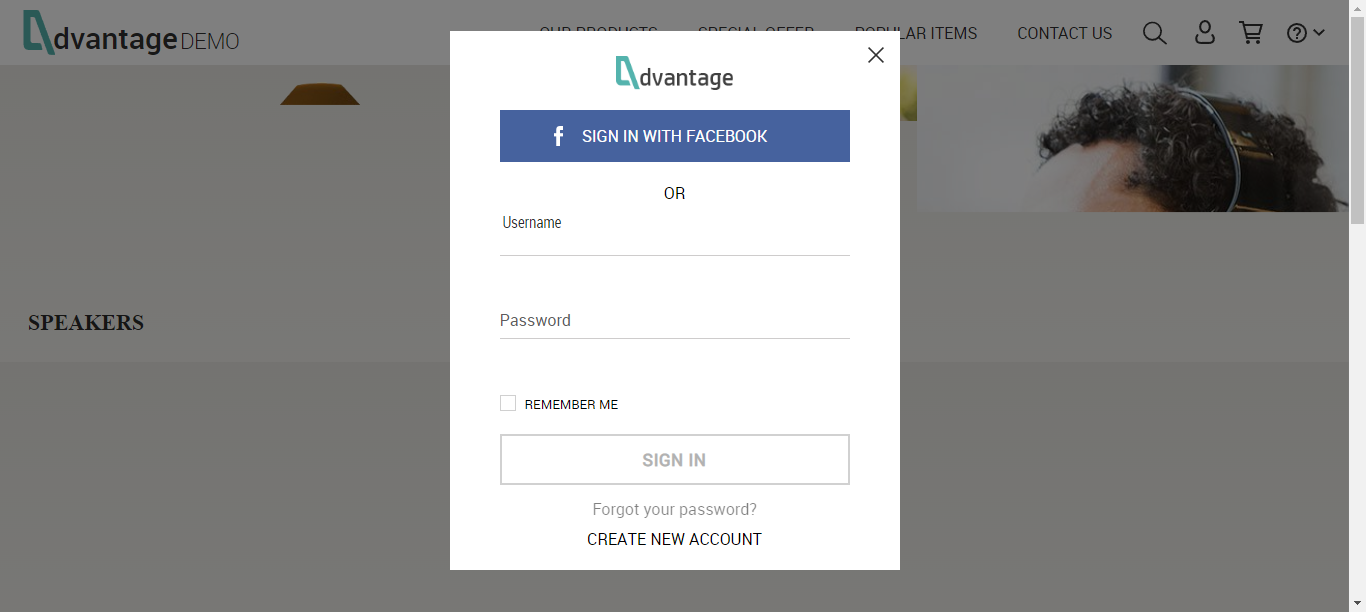 dvantage DEMO
OUR PRODUCTS
SPECIAL OFFER
POPULAR ITEMS
CONTACT US
dvantage
f SIGN IN WITH FACEBOOK
OR
Username
Password
REMEMBER ME
SIGN IN
Forgot your password?
CREATE NEW ACCOUNT
SPEAKERS